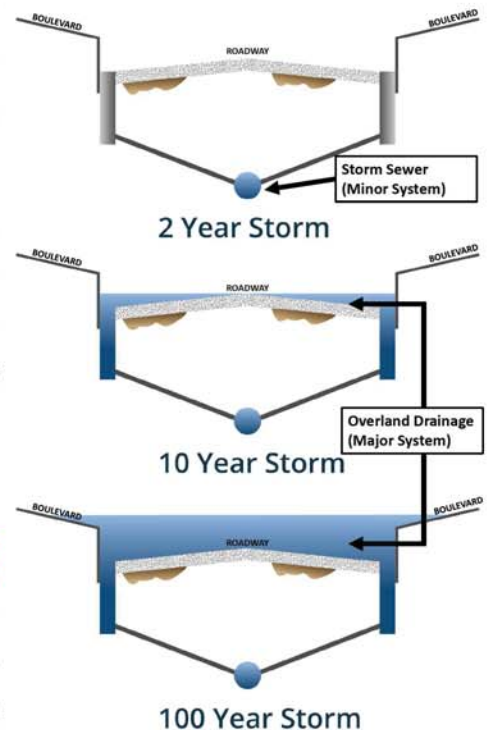 BOULEVARD
BOULEVARD
ROADWAY
Storm Sewer
(Minor System)
2 Year Storm
BOULEVARD
BOULEVARD
ROADWAY
10 Year Storm
Overland Drainage
(Major System)
BOULEVARD
BOULEVARD
ROADWAY
100 Year Storm